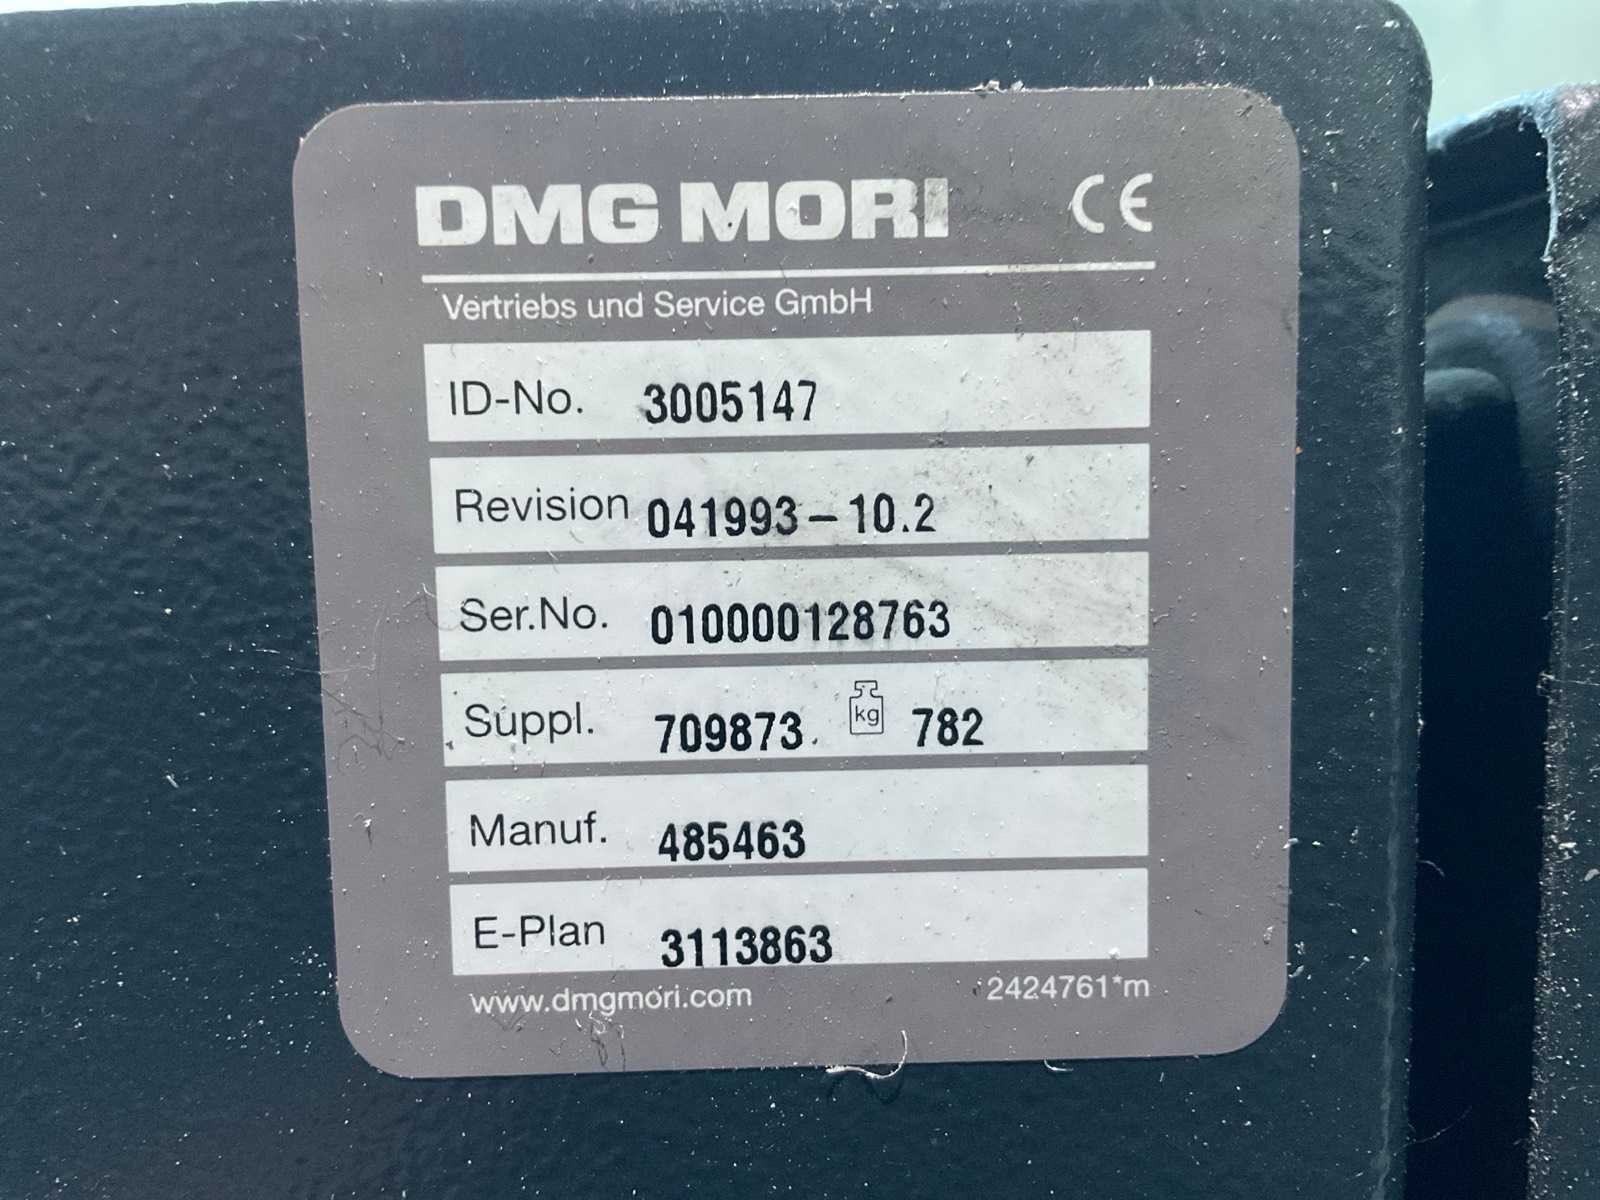 DMG MORI CE
Vertriebs und Service GmbH
ID-No. 3005147
Revision 041993-10.2
Ser.No. 010000128763
Suppl. 709873 kg 782
Manuf. 485463
E-Plan 3113863
www.dmgmori.com 2424761*m